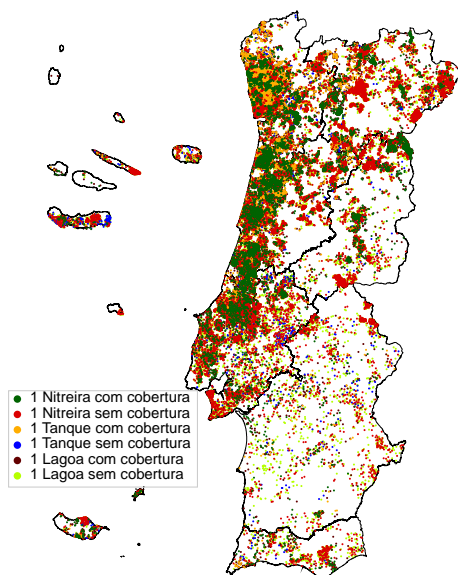 1 Nitreira com cobertura
1 Nitreira sem cobertura
1 Tanque com cobertura
1 Tanque sem cobertura
1 Lagoa com cobertura
1 Lagoa sem cobertura